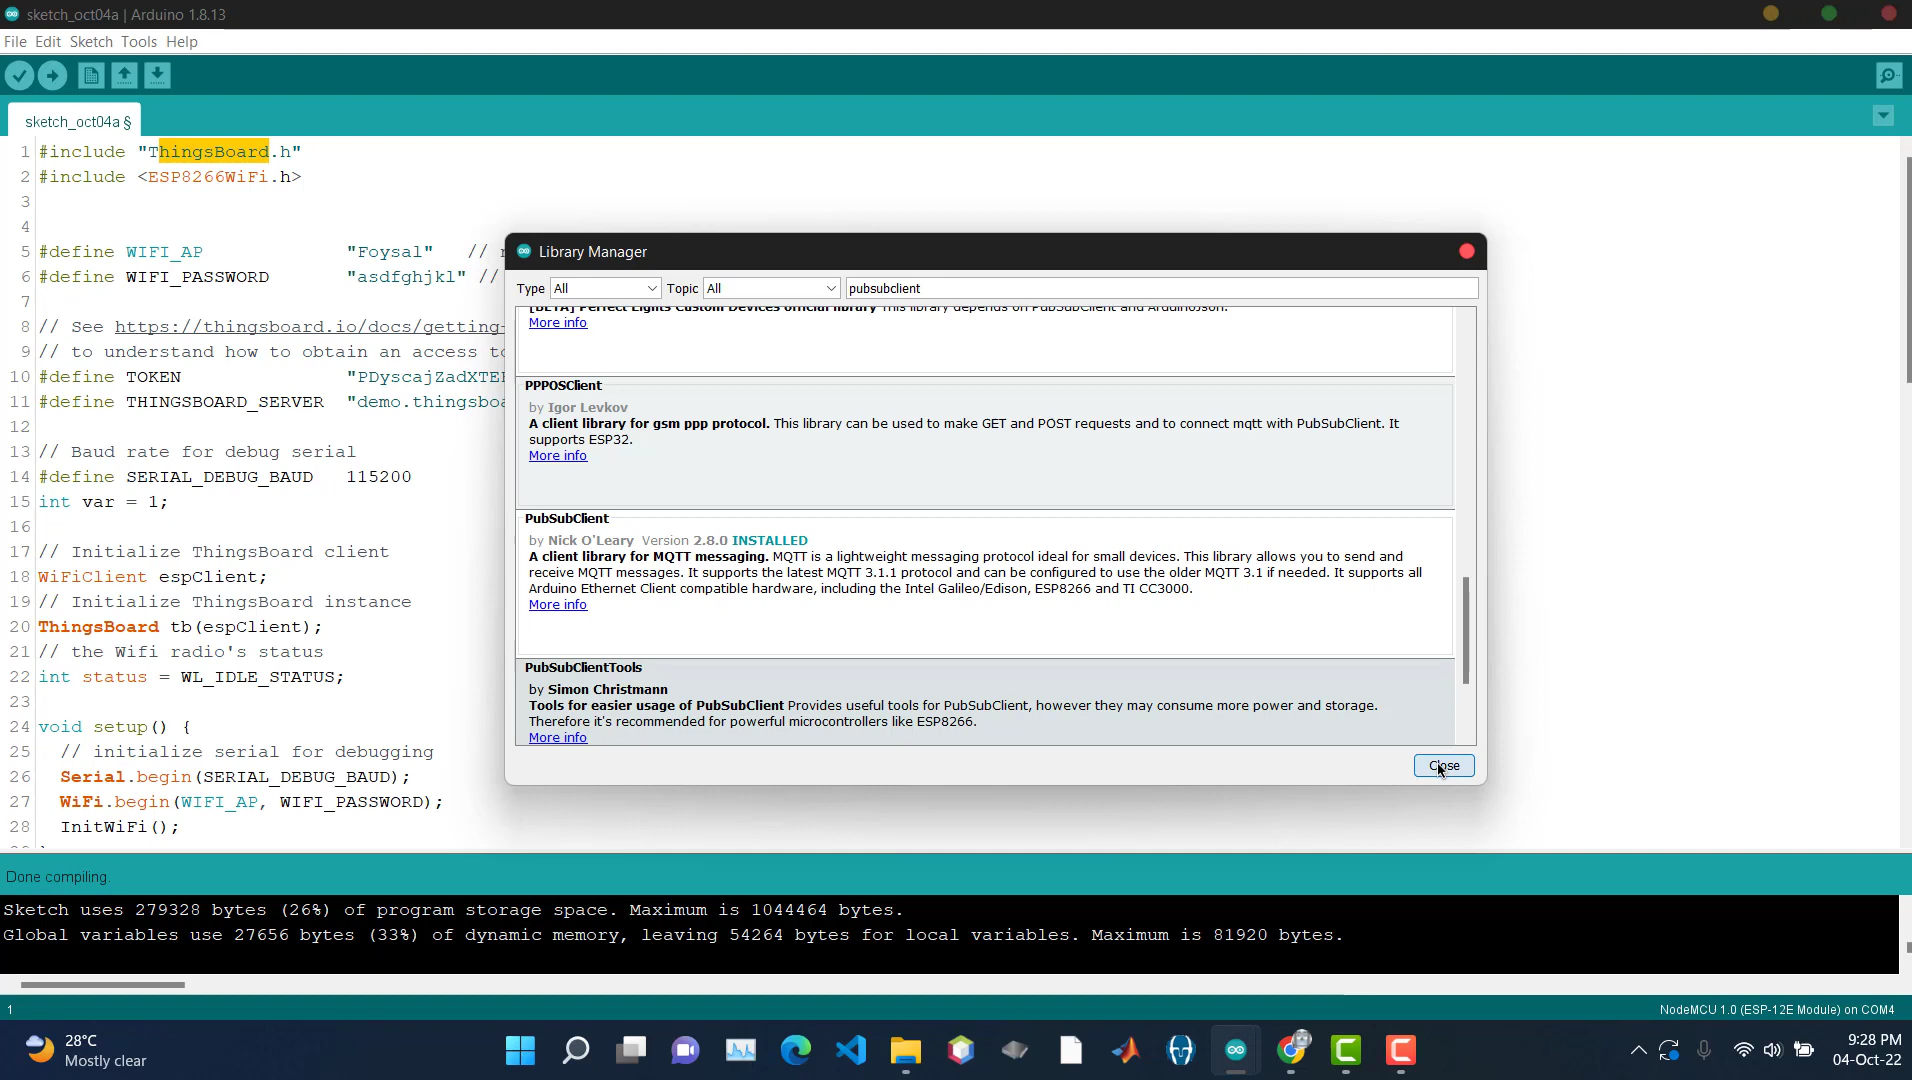 sketch_oct04a | Arduino 1.8.13
File Edit Sketch Tools Help
sketch_oct04a §
1 #include "ThingsBoard.h"
2 #include <ESP8266WiFi.h>
3
4
5 #define WIFI_AP "Foysal" //
6 #define WIFI_PASSWORD "asdfghjkl" //
7
8 // See https://thingsboard.io/docs/getting-
9 // to understand how to obtain an access
10 #define TOKEN "PDyscajZadXTE
11 #define THINGSBOARD_SERVER "demo.thingsboa
12
13 // Baud rate for debug serial
14 #define SERIAL_DEBUG_BAUD 115200
15 int var = 1;
16
17 // Initialize ThingsBoard client
18 WiFiClient espClient;
19 // Initialize ThingsBoard instance
20 ThingsBoard tb(espClient);
21 // the Wifi radio's status
22 int status = WL_IDLE_STATUS;
23
24 void setup() {
25 // initialize serial for debugging
26 Serial.begin(SERIAL_DEBUG_BAUD);
27 WiFi.begin(WIFI_AP, WIFI_PASSWORD);
28 InitWiFi();
Library Manager
Type All Topic All pubsubclient
[BETA] Perfect Lights Custom Devices official library This library depends on PubSubClient and ArduinoJson.
More info
PPPOSClient
by Igor Levkov
A client library for gsm ppp protocol. This library can be used to make GET and POST requests and to connect mqtt with PubSubClient. It
supports ESP32.
More info
PubSubClient
by Nick O'Leary Version 2.8.0 INSTALLED
A client library for MQTT messaging. MQTT is a lightweight messaging protocol ideal for small devices. This library allows you to send and
receive MQTT messages. It supports the latest MQTT 3.1.1 protocol and can be configured to use the older MQTT 3.1 if needed. It supports all
Arduino Ethernet Client compatible hardware, including the Intel Galileo/Edison, ESP8266 and TI CC3000.
More info
PubSubClientTools
by Simon Christmann
Tools for easier usage of PubSubClient Provides useful tools for PubSubClient, however they may consume more power and storage.
Therefore it's recommended for powerful microcontrollers like ESP8266.
More info
Close
Done compiling.
Sketch uses 279328 bytes (26%) of program storage space. Maximum is 1044464 bytes.
Global variables use 27656 bytes (33%) of dynamic memory, leaving 54264 bytes for local variables. Maximum is 81920 bytes.
1
NodeMCU 1.0 (ESP-12E Module) on COM4
28°C
Mostly clear
9:28 PM
04-Oct-22